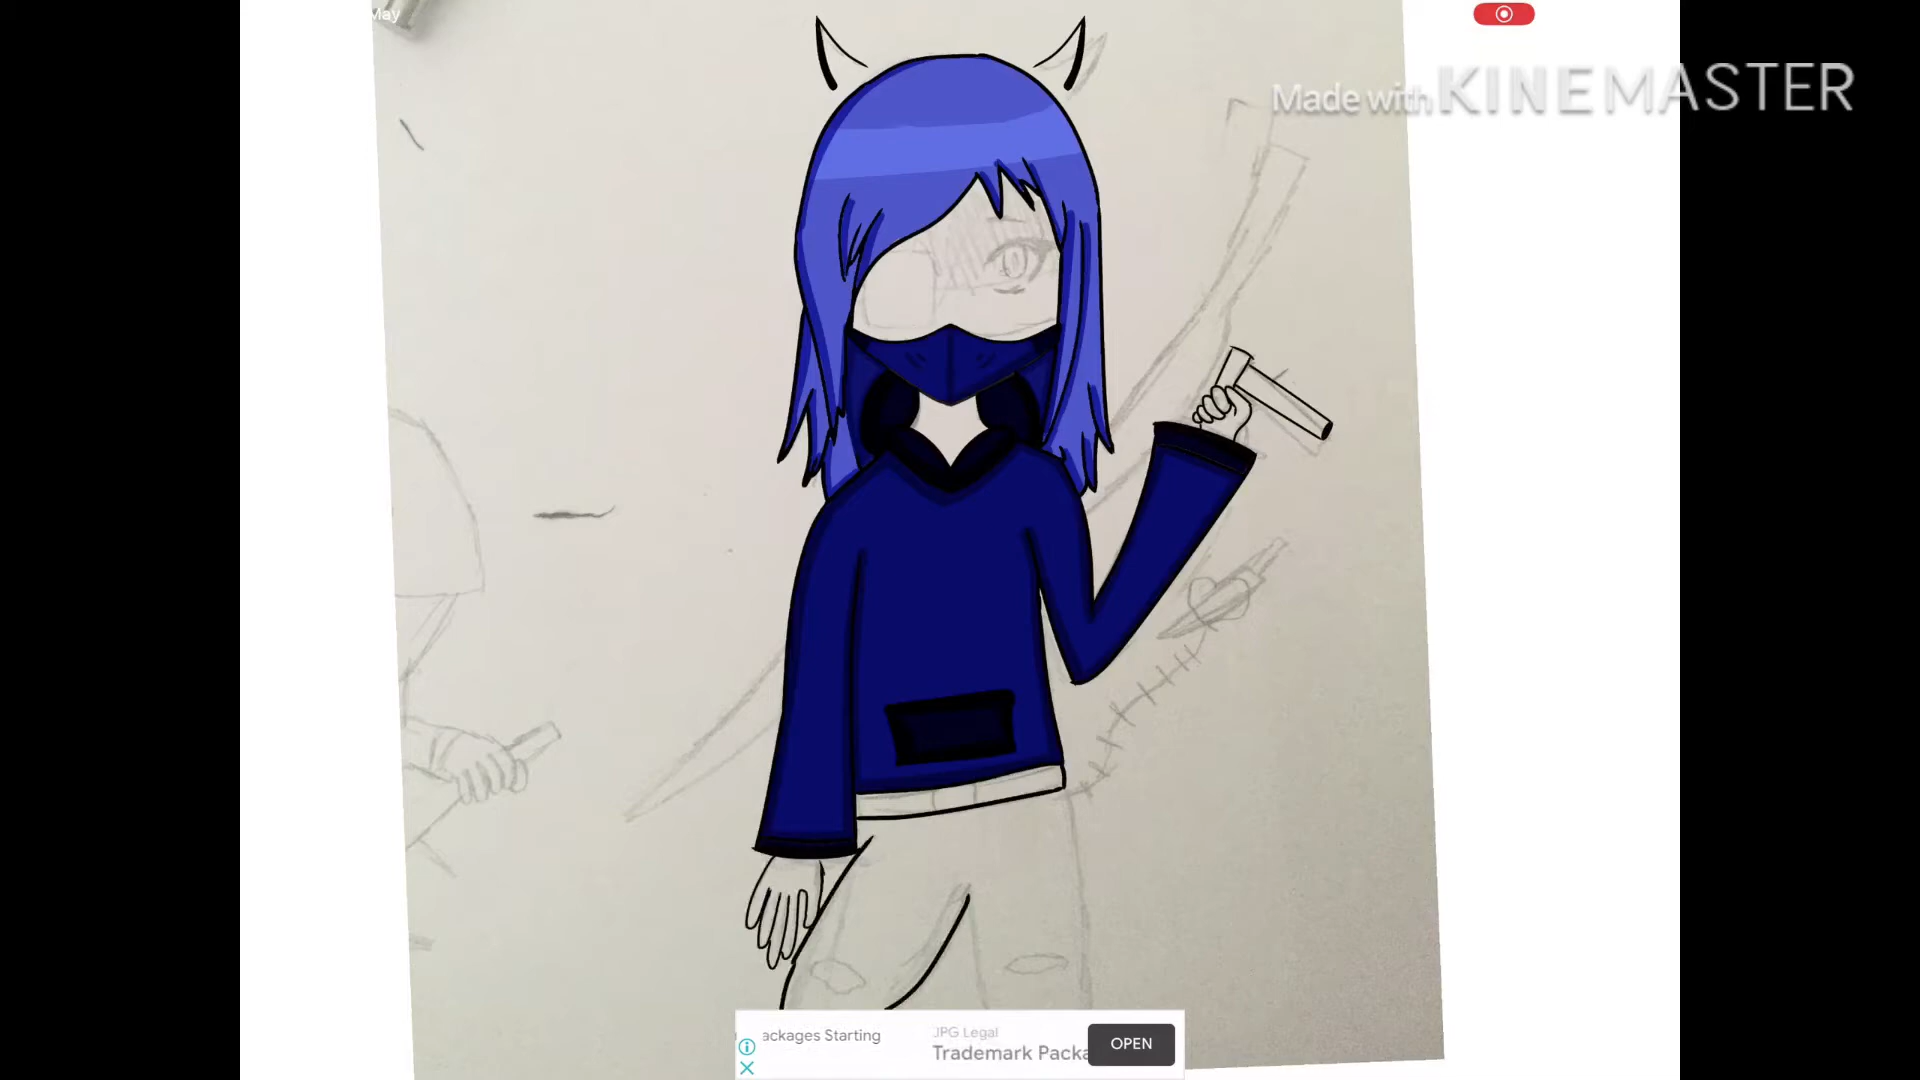 May
Made with KINEMASTER
ackages Starting
JPG Legal
Trademark Packa
OPEN